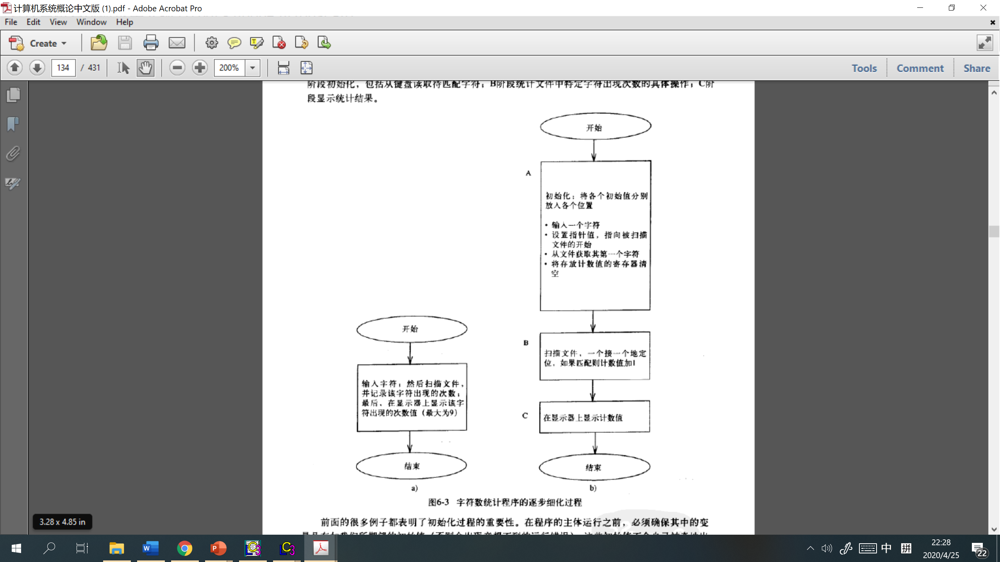 计算机系统概论中文版 (1).pdf - Adobe Acrobat Pro
File Edit View Window Help
Create
134 / 431 200% Tools Comment Share
阶段初始化，包括从键盘读取待匹配字符；B阶段统计文件中特定字符出现次数的具体操作；C阶
段显示统计结果。
开始
A
初始化：将各个初始值分别
放入各个位置
• 输入一个字符
• 设置指针值，指向被扫描
文件的开始
• 从文件获取其第一个字符
• 将存放计数值的寄存器清
空
B
扫描文件，一个接一个地定
位，如果匹配则计数值加1
C
在显示器上显示计数值
结束
b)
开始
输入字符；然后扫描文件，
并记录该字符出现的次数；
最后，在显示器上显示该字
符出现的次数值（最大为9）
结束
a)
图6-3 字符数统计程序的逐步细化过程
前面的很多例子都表明了初始化过程的重要性。在程序的主体运行之前，必须确保其中的变
3.28 x 4.85 in
中 拼
22:28
2020/4/25
22